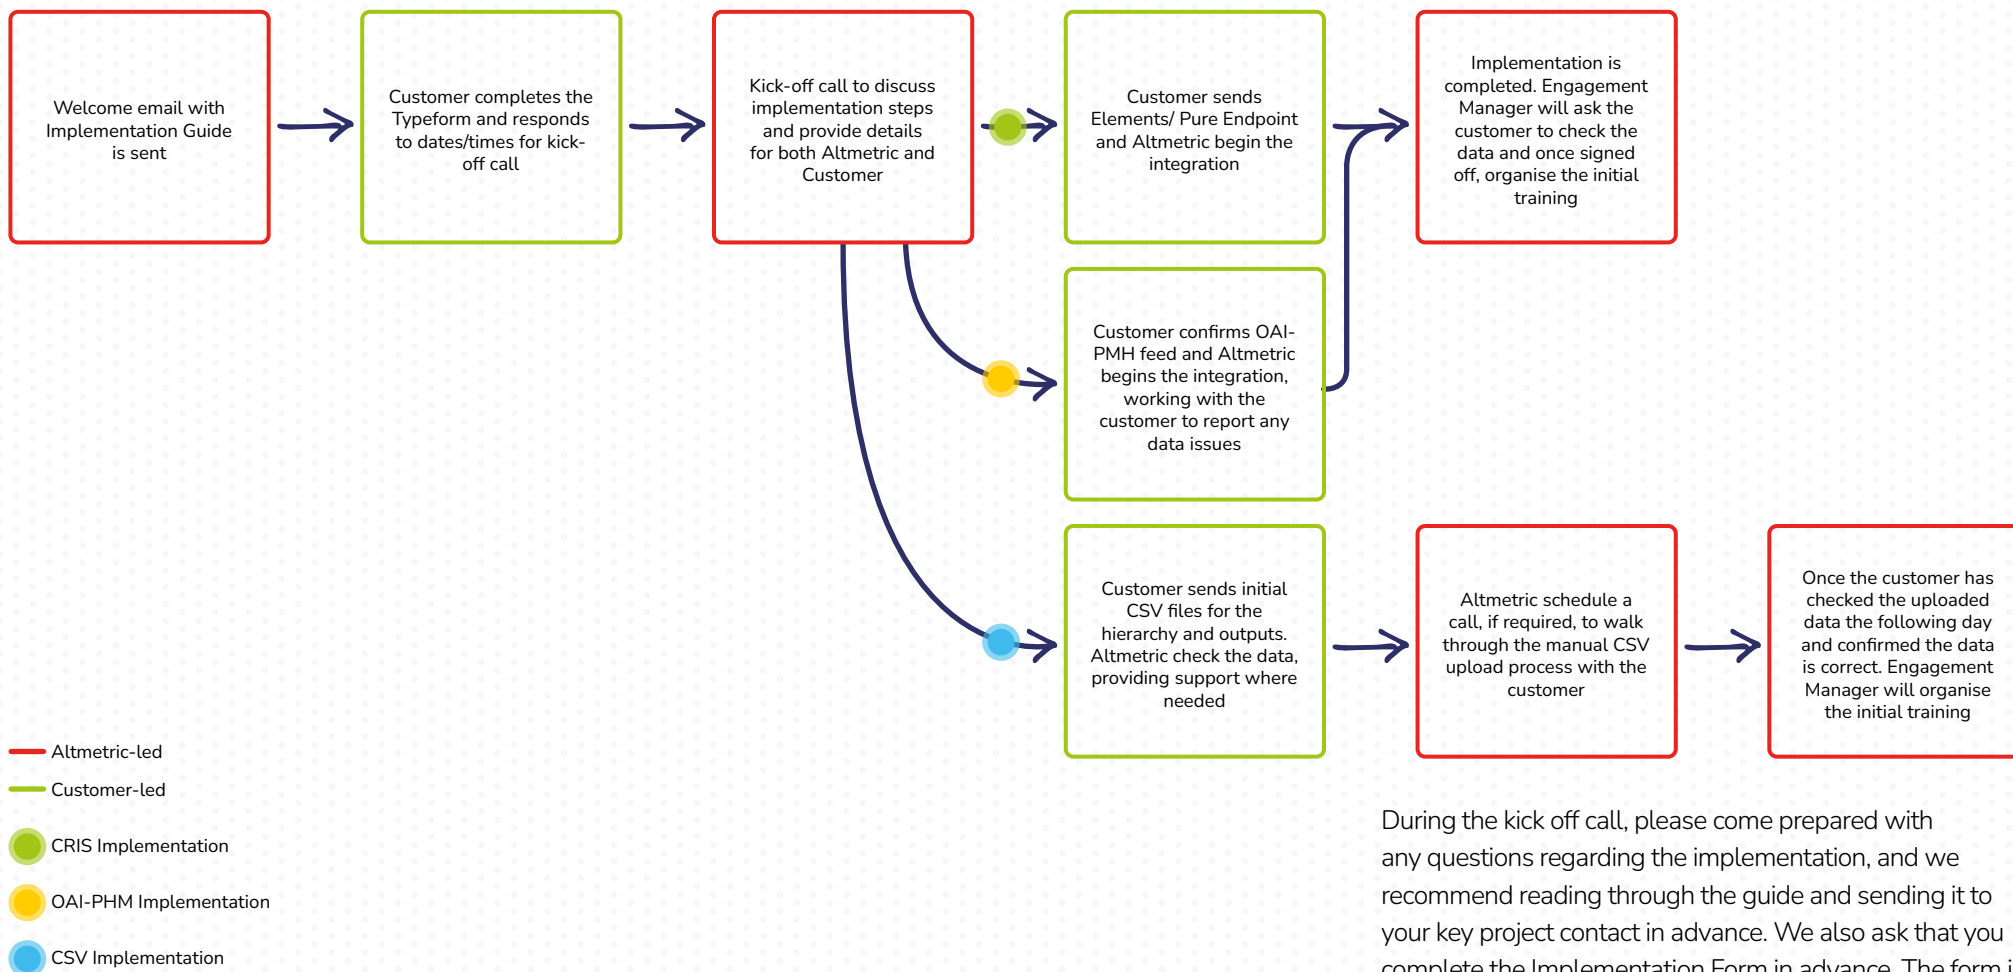 Welcome email with
Implementation Guide
is sent
Customer completes the
Typeform and responds
to dates/times for kick-
off call
Kick-off call to discuss
implementation steps
and provide details
for both Altmetric and
Customer
Customer sends
Elements/ Pure Endpoint
and Altmetric begin the
integration
Implementation is
completed. Engagement
Manager will ask the
customer to check the
data and once signed
off, organise the initial
training
Customer confirms OAI-
PMH feed and Altmetric
begins the integration,
working with the
customer to report any
data issues
Customer sends initial
CSV files for the
hierarchy and outputs.
Altmetric check the data,
providing support where
needed
Altmetric schedule a
call, if required, to walk
through the manual CSV
upload process with the
customer
Once the customer has
checked the uploaded
data the following day
and confirmed the data
is correct. Engagement
Manager will organise
the initial training
Altmetric-led
Customer-led
CRIS Implementation
OAI-PHM Implementation
CSV Implementation
During the kick off call, please come prepared with
any questions regarding the implementation, and we
recommend reading through the guide and sending it to
your key project contact in advance. We also ask that you
complete the Implementation Form in advance. The form